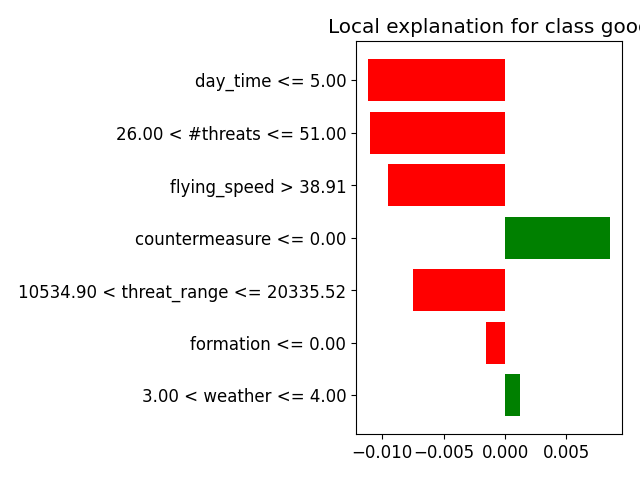 Local explanation for class goo
day_time <= 5.00
26.00 < #threats <= 51.00
flying_speed > 38.91
countermeasure <= 0.00
10534.90 < threat_range <= 20335.52
formation <= 0.00
3.00 < weather <= 4.00
−0.010 −0.005 0.000 0.005